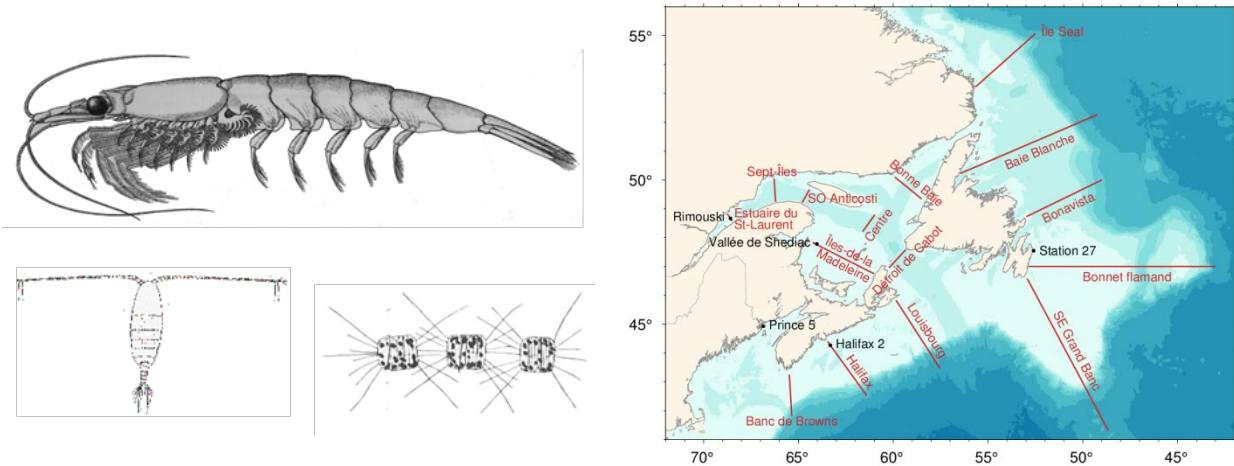 55°
Île Seal
Baie Blanche
50°
Sept Îles
Bonne Baie
SO Anticosti
Bonavista
Rimouski
Estuaire du
St-Laurent
Centre
Vallée de Shediac
Îles-de-la
Madeleine
Détroit de Cabot
Station 27
Bonnet flamand
45°
Prince 5
Louisbourg
SE Grand Banc
Halifax 2
Halifax
Banc de Browns
70°
65°
60°
55°
50°
45°